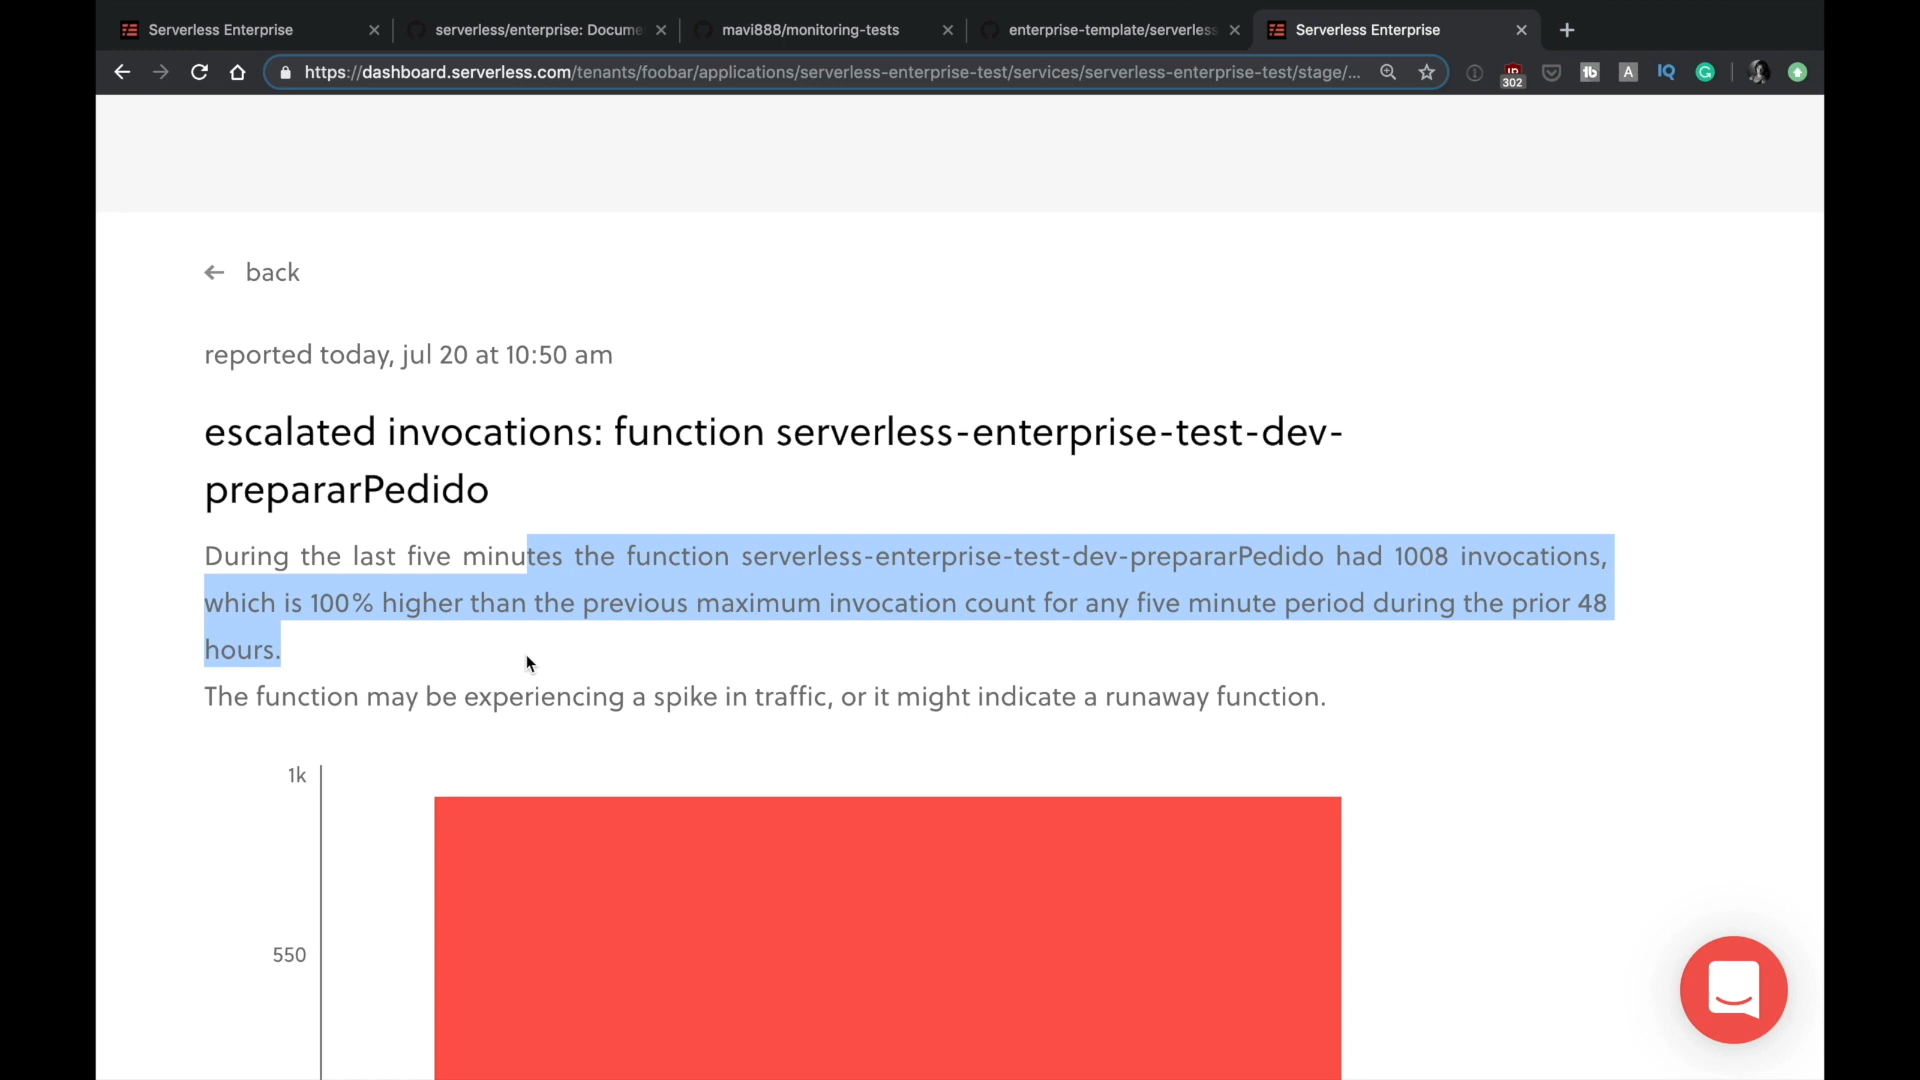 Serverless Enterprise
serverless/enterprise: Docume
mavi888/monitoring-tests
enterprise-template/serverless
Serverless Enterprise
https://dashboard.serverless.com/tenants/foobar/applications/serverless-enterprise-test/services/serverless-enterprise-test/stage/...
302
tb
A
IQ
G
back
reported today, jul 20 at 10:50 am
escalated invocations: function serverless-enterprise-test-dev-
prepararPedido
During the last five minutes the function serverless-enterprise-test-dev-prepararPedido had 1008 invocations,
which is 100% higher than the previous maximum invocation count for any five minute period during the prior 48
hours.
The function may be experiencing a spike in traffic, or it might indicate a runaway function.
1k
550